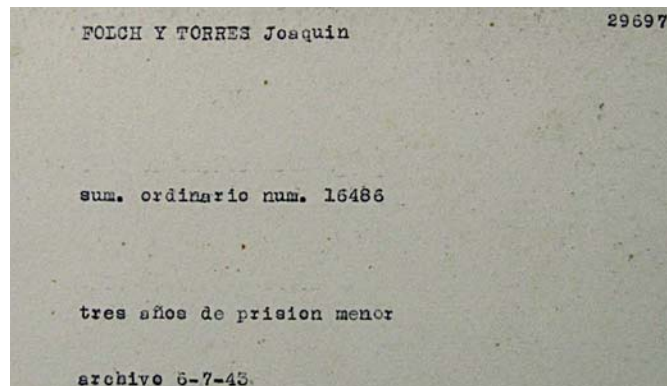 29697
FOLCH Y TORRES Joaquin
sum. ordinario num. 16486
tres años de prision menor
archivo 6-7-43.